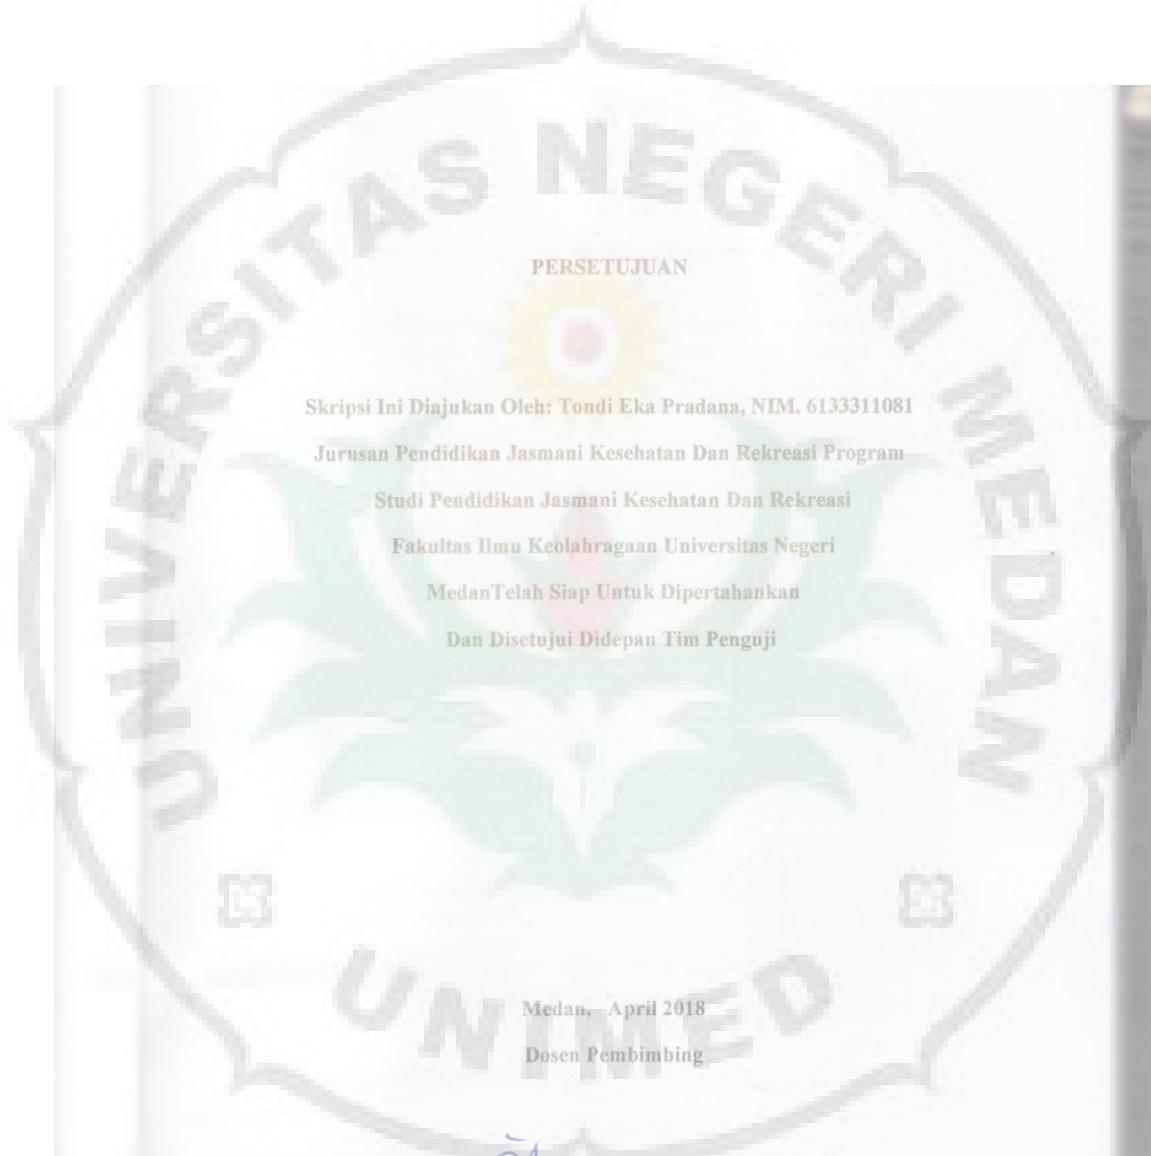 UNIVERSITAS NEGERI MEDAN
PERSETUJUAN
Skripsi Ini Diajukan Oleh: Tondi Eka Pradana, NIM. 6133311081
Jurusan Pendidikan Jasmani Kesehatan Dan Rekreasi Program
Studi Pendidikan Jasmani Kesehatan Dan Rekreasi
Fakultas Ilmu Keolahragaan Universitas Negeri
MedanTelah Siap Untuk Dipertahankan
Dan Disetujui Didepan Tim Penguji
UNIMED
Medan, April 2018
Dosen Pembimbing